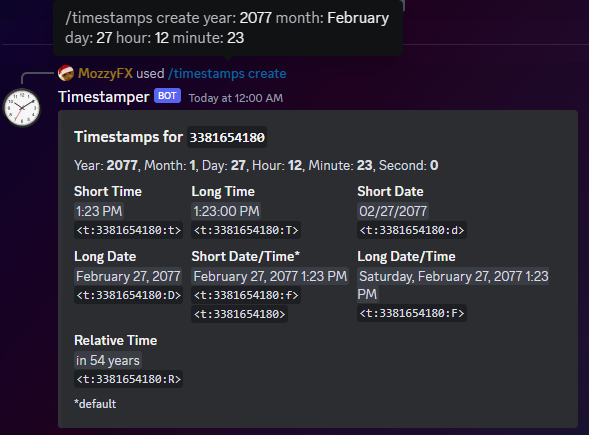 /timestamps create year: 2077 month: February
day: 27 hour: 12 minute: 23
MozzyFX used /timestamps create
Timestamper BOT Today at 12:00 AM
Timestamps for 3381654180
Year: 2077, Month: 1, Day: 27, Hour: 12, Minute: 23, Second: 0
Short Time Long Time Short Date
1:23 PM 1:23:00 PM 02/27/2077
<t:3381654180:t> <t:3381654180:T> <t:3381654180:d>
Long Date Short Date/Time* Long Date/Time
February 27, 2077 February 27, 2077 1:23 PM Saturday, February 27, 2077 1:23
PM
<t:3381654180:D> <t:3381654180:f> <t:3381654180:F>
<t:3381654180>
Relative Time
in 54 years
<t:3381654180:R>
*default